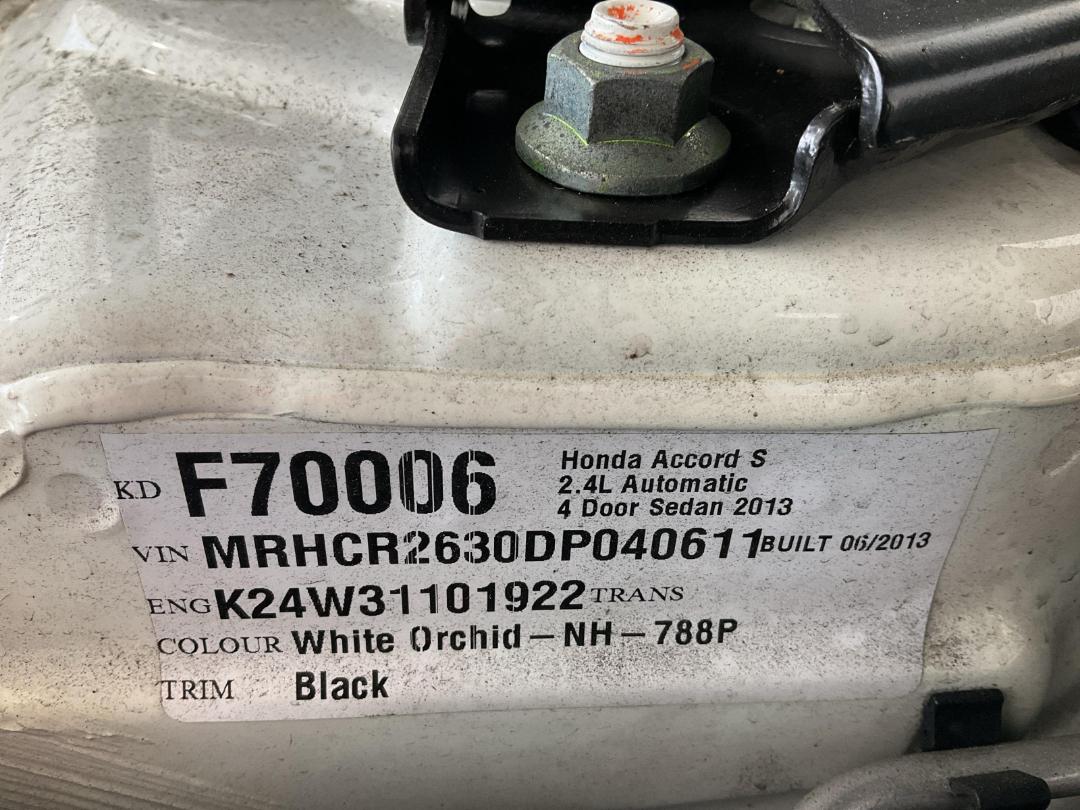 KD F70006
Honda Accord S
2.4L Automatic
4 Door Sedan 2013
VIN MRHCR2630DP040611 BUILT 06/2013
ENG K24W31101922 TRANS
COLOUR White Orchid – NH – 788P
TRIM Black